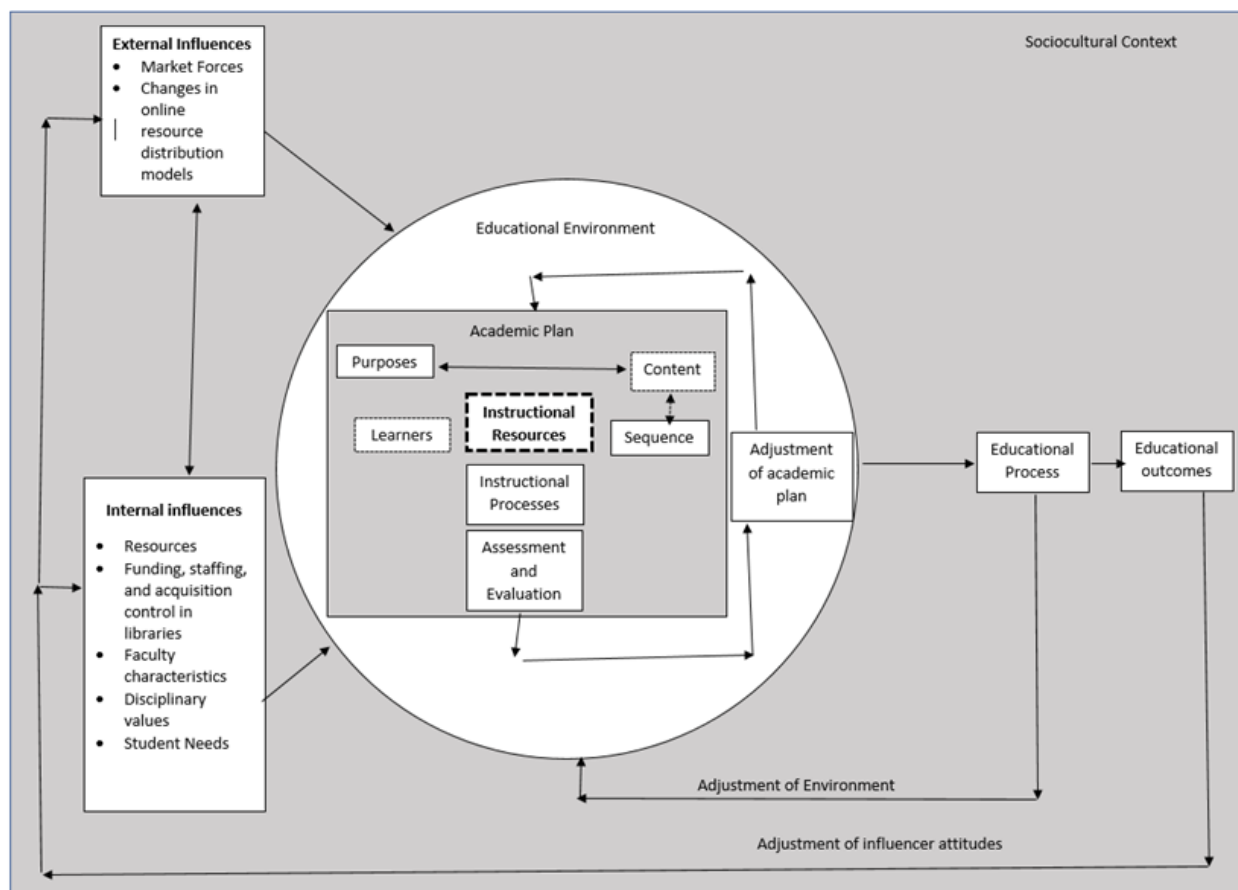 Sociocultural Context
External Influences
• Market Forces
• Changes in
online
resource
distribution
models
Educational Environment
Academic Plan
Purposes
Content
Learners
Instructional
Resources
Sequence
Instructional
Processes
Assessment
and
Evaluation
Adjustment
of academic
plan
Educational
Process
Educational
outcomes
Internal influences
• Resources
• Funding, staffing,
and acquisition
control in
libraries
• Faculty
characteristics
• Disciplinary
values
• Student Needs
Adjustment of Environment
Adjustment of influencer attitudes